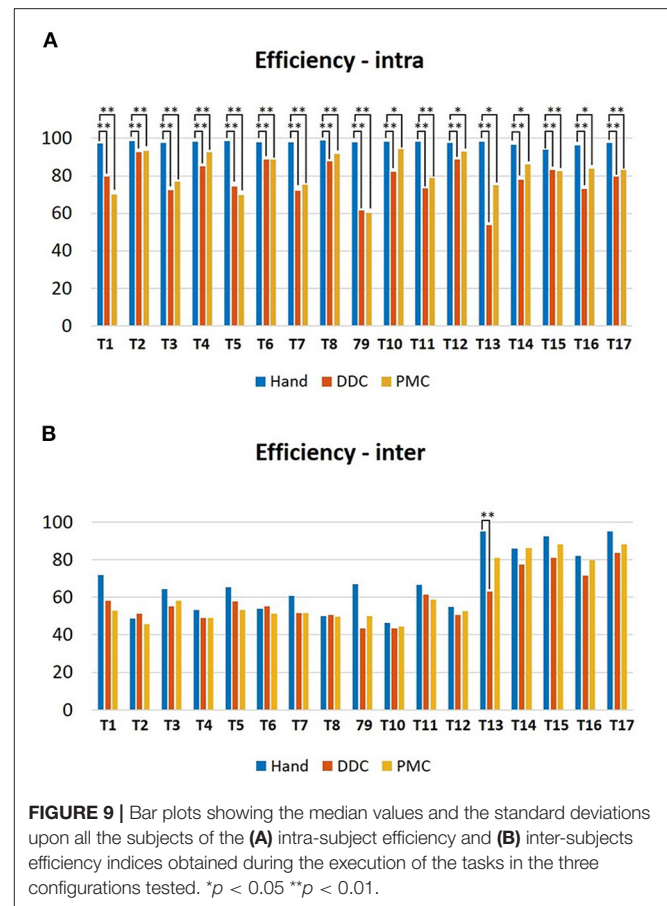 A
Efficiency - intra
** ** ** ** ** ** ** ** ** * ** * * * ** * **
** ** ** ** ** ** ** ** ** ** ** ** ** ** ** ** **
100
80
60
40
20
0
T1 T2 T3 T4 T5 T6 T7 T8 79 T10 T11 T12 T13 T14 T15 T16 T17
Hand DDC PMC
B
Efficiency - inter
**
100
80
60
40
20
0
T1 T2 T3 T4 T5 T6 T7 T8 79 T10 T11 T12 T13 T14 T15 T16 T17
Hand DDC PMC
FIGURE 9 | Bar plots showing the median values and the standard deviations
upon all the subjects of the (A) intra-subject efficiency and (B) inter-subjects
efficiency indices obtained during the execution of the tasks in the three
configurations tested. *p < 0.05 **p < 0.01.